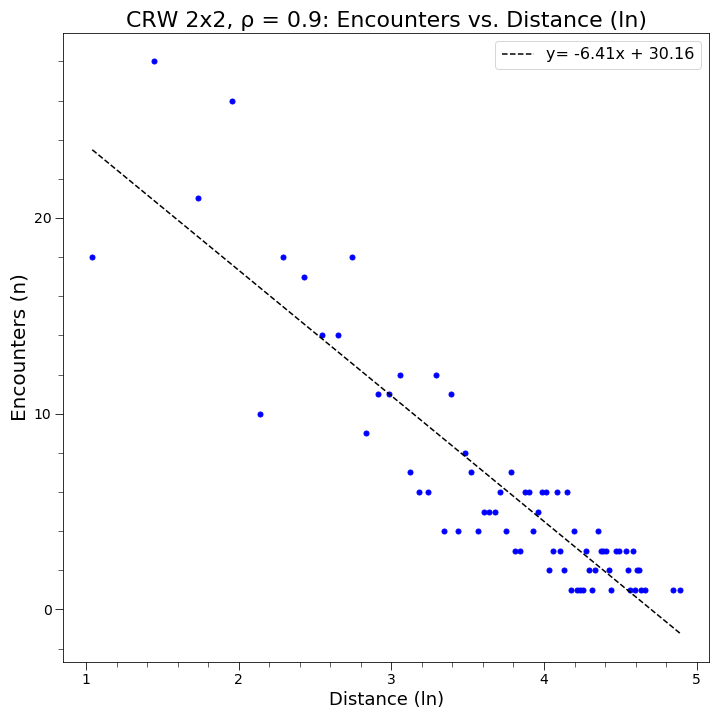 CRW 2x2, ρ = 0.9: Encounters vs. Distance (ln)
y= -6.41x + 30.16
Encounters (n)
20
10
0
1 2 3 4 5
Distance (ln)